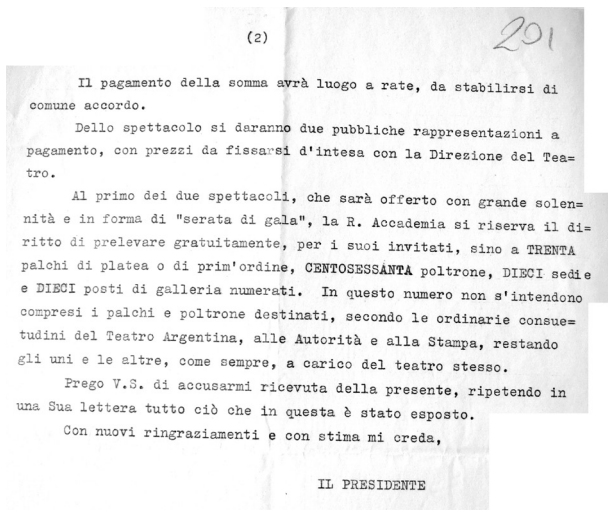 (2)
201
Il pagamento della somma avrà luogo a rate, da stabilirsi di
comune accordo.
Dello spettacolo si daranno due pubbliche rappresentazioni a
pagamento, con prezzi da fissarsi d'intesa con la Direzione del Tea=
tro.
Al primo dei due spettacoli, che sarà offerto con grande solen=
nità e in forma di "serata di gala", la R. Accademia si riserva il di=
ritto di prelevare gratuitamente, per i suoi invitati, sino a TRENTA
palchi di platea o di prim'ordine, CENTOSESSANTA poltrone, DIECI sedie
e DIECI posti di galleria numerati. In questo numero non s'intendono
compresi i palchi e poltrone destinati, secondo le ordinarie consue=
tudini del Teatro Argentina, alle Autorità e alla Stampa, restando
gli uni e le altre, come sempre, a carico del teatro stesso.
Prego V.S. di accusarmi ricevuta della presente, ripetendo in
una Sua lettera tutto ciò che in questa è stato esposto.
Con nuovi ringraziamenti e con stima mi creda,
IL PRESIDENTE